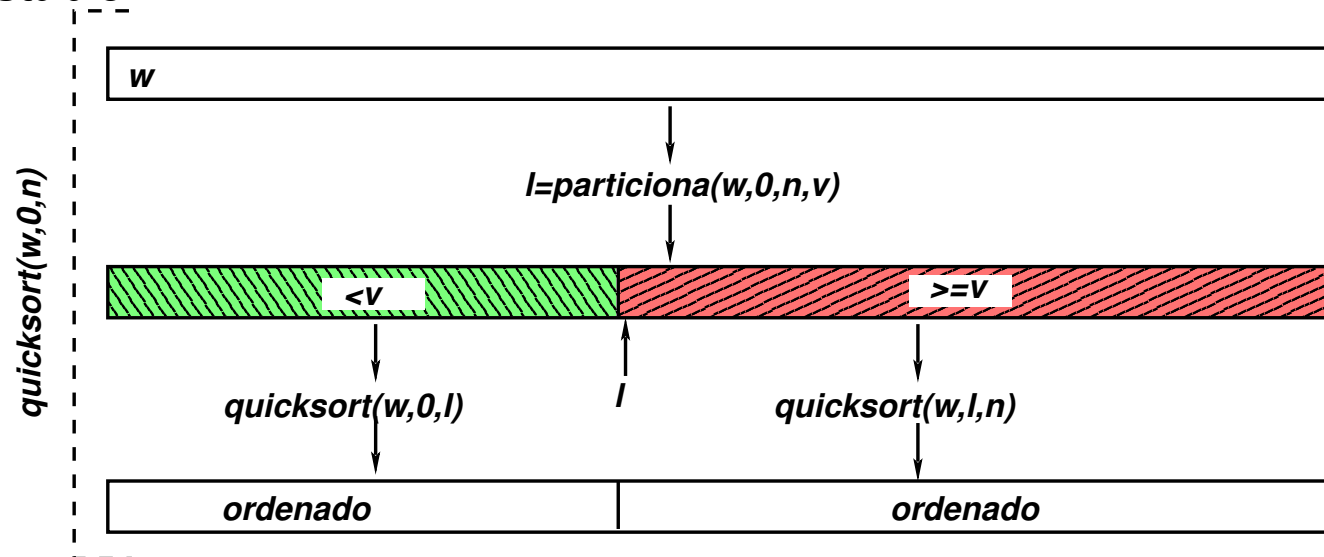 w
l=particiona(w,0,n,v)
quicksort(w,0,n)
<v
>=v
l
quicksort(w,0,l)
quicksort(w,l,n)
ordenado
ordenado